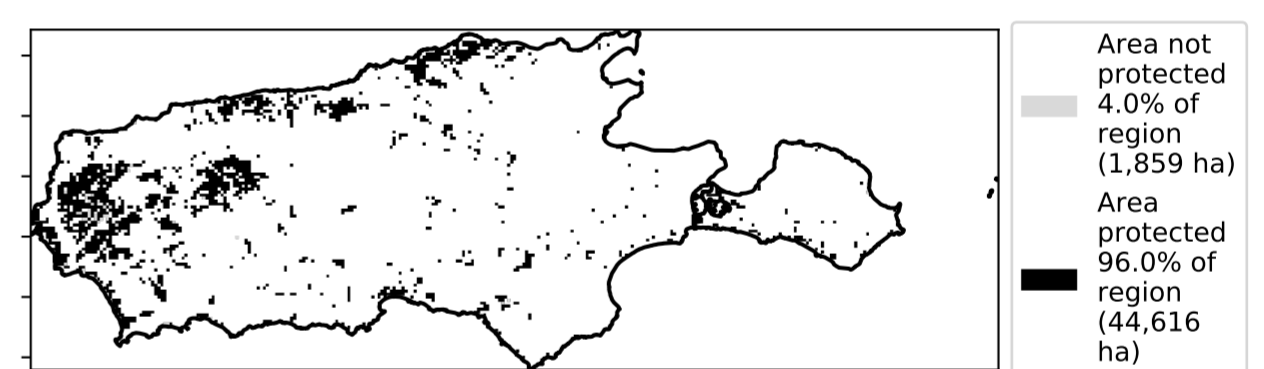 Area not
protected
4.0% of
region
(1,859 ha)
Area
protected
96.0% of
region
(44,616
ha)